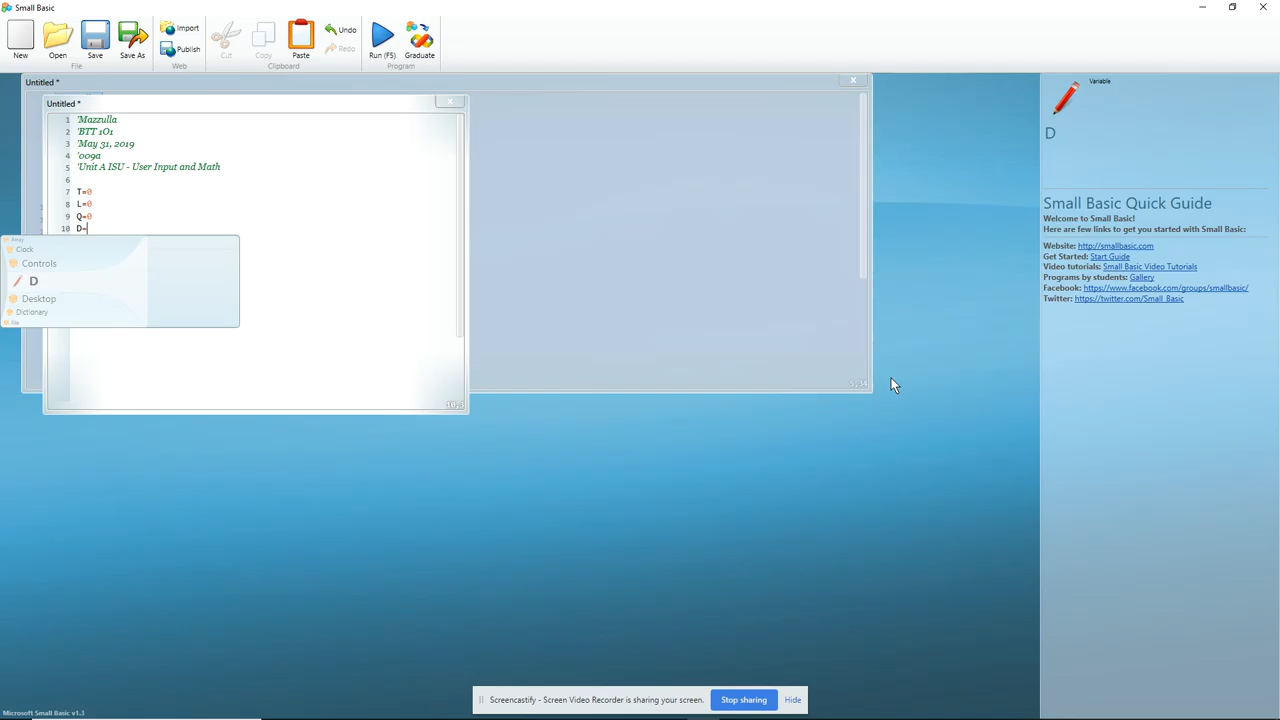 Small Basic
New
Open
Save
Save As
Import
Publish
Cut
Copy
Paste
Undo
Redo
Run (F5)
Graduate
File
Web
Clipboard
Program
Untitled *
Untitled *
1 'Mazzulla
2 'BTT 1O1
3 'May 31, 2019
4 '009a
5 'Unit A ISU - User Input and Math
6
7 T=0
8 L=0
9 Q=0
10 D=
Array
Clock
Controls
D
Desktop
Dictionary
File
10,3
5,34
Variable
D
Small Basic Quick Guide
Welcome to Small Basic!
Here are few links to get you started with Small Basic:
Website: http://smallbasic.com
Get Started: Start Guide
Video tutorials: Small Basic Video Tutorials
Programs by students: Gallery
Facebook: https://www.facebook.com/groups/smallbasic/
Twitter: https://twitter.com/Small_Basic
Screencastify - Screen Video Recorder is sharing your screen.
Stop sharing
Hide
Microsoft Small Basic v1.3